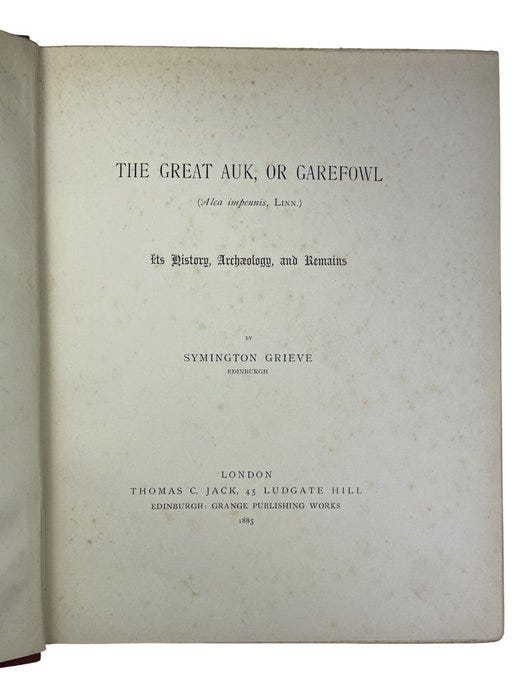 THE GREAT AUK, OR GAREFOWL
(Alca impennis, LINN.)
Its History, Archæology, and Remains
BY
SYMINGTON GRIEVE
EDINBURGH
LONDON
THOMAS C. JACK, 45 LUDGATE HILL
EDINBURGH: GRANGE PUBLISHING WORKS
1885